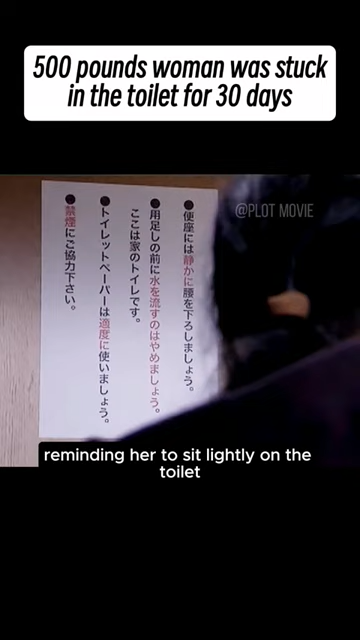 500 pounds woman was stuck
in the toilet for 30 days
@PLOT MOVIE
●便座には静かに腰を下ろしましょう。
●用足しの前に水を流すのはやめましょう。
ここは家のトイレです。
●トイレットペーパーは適度に使いましょう。
●禁煙にご協力下さい。
reminding her to sit lightly on the
toilet